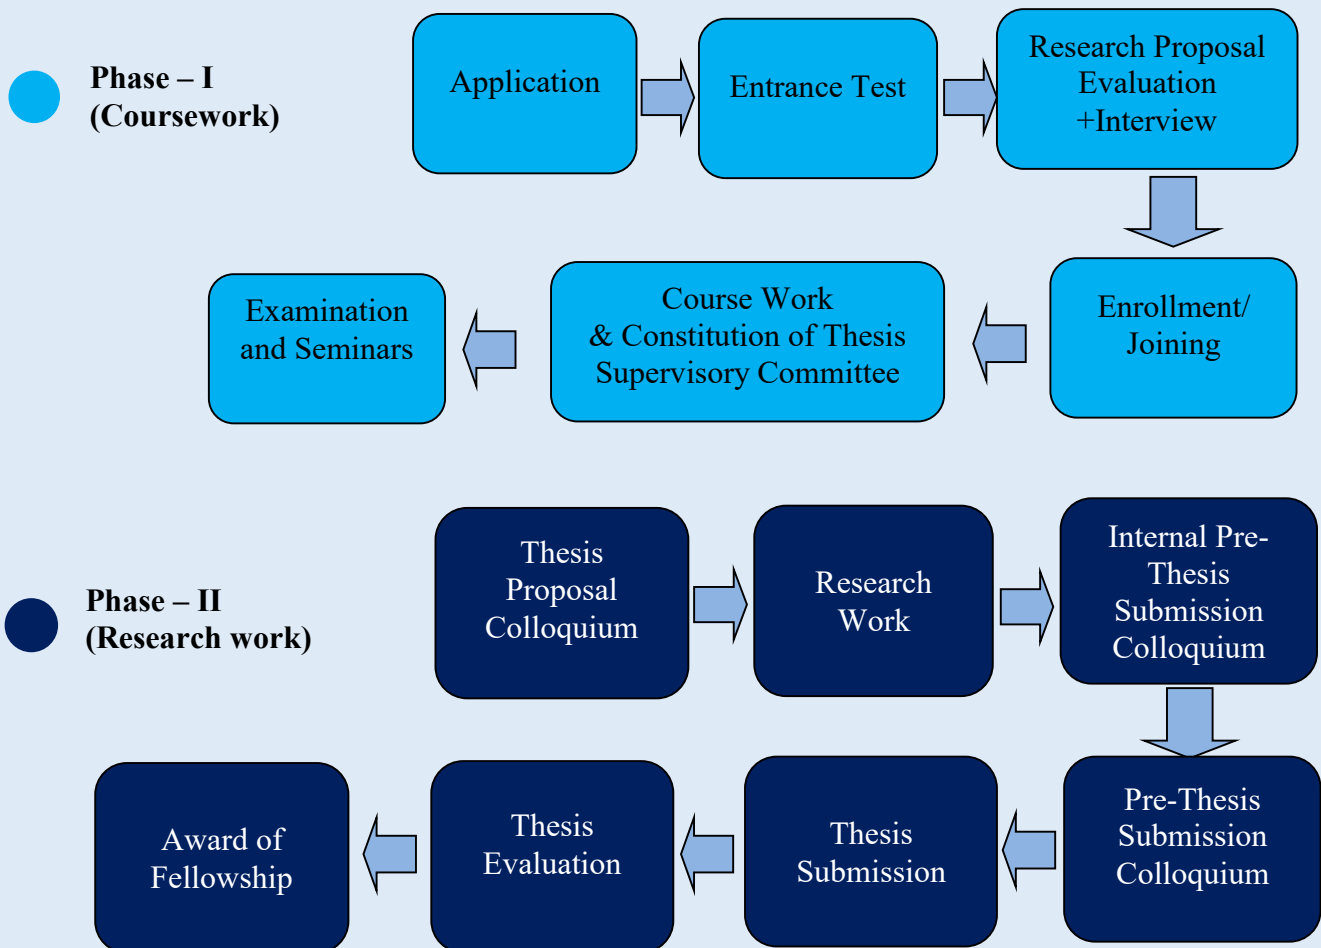 Phase – I
(Coursework)
Application
Entrance Test
Research Proposal
Evaluation
+Interview
Enrollment/
Joining
Course Work
& Constitution of Thesis
Supervisory Committee
Examination
and Seminars
Phase – II
(Research work)
Thesis
Proposal
Colloquium
Research
Work
Internal Pre-
Thesis
Submission
Colloquium
Pre-Thesis
Submission
Colloquium
Thesis
Submission
Thesis
Evaluation
Award of
Fellowship